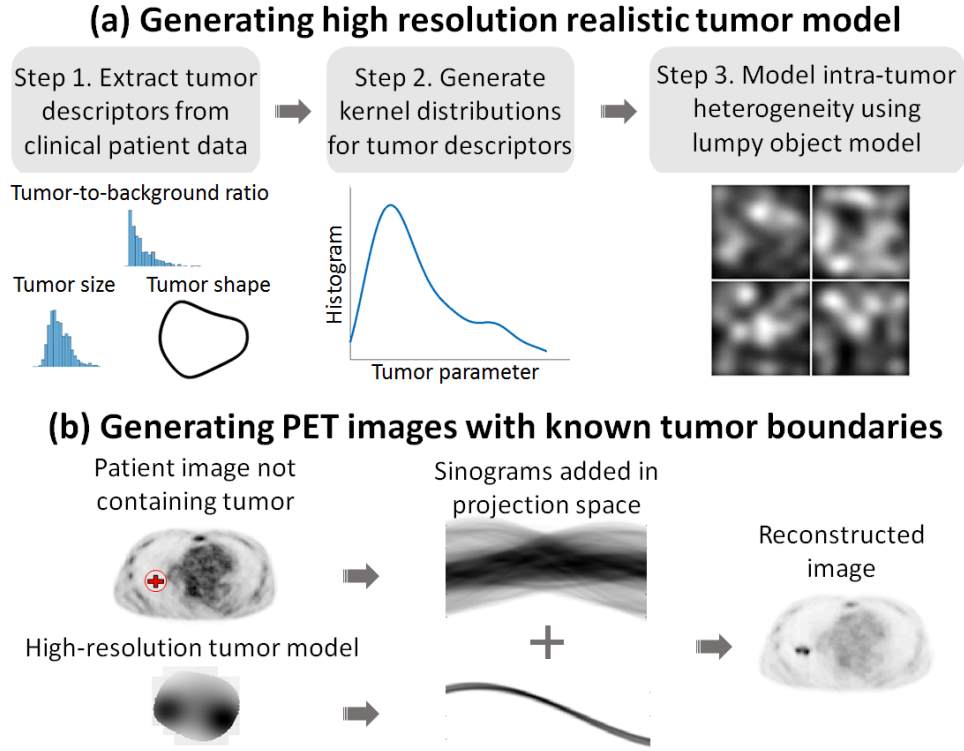 (a) Generating high resolution realistic tumor model
Step 1. Extract tumor
descriptors from
clinical patient data
Step 2. Generate
kernel distributions
for tumor descriptors
Step 3. Model intra-tumor
heterogeneity using
lumpy object model
Tumor-to-background ratio
Tumor size
Tumor shape
Histogram
Tumor parameter
(b) Generating PET images with known tumor boundaries
Patient image not
containing tumor
Sinograms added in
projection space
Reconstructed
image
High-resolution tumor model